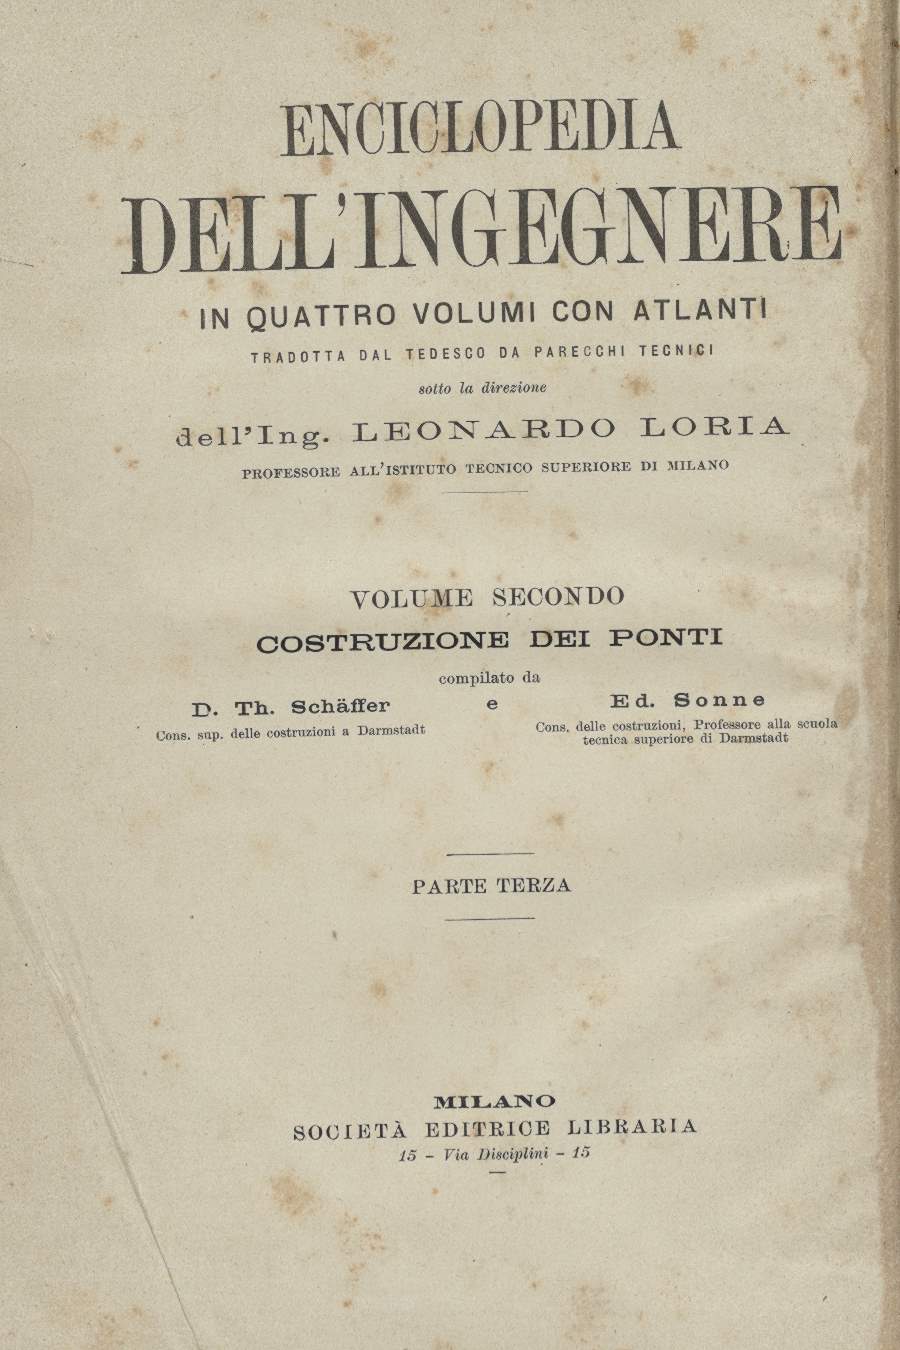 ENCICLOPEDIA
DELL'INGEGNERE
IN QUATTRO VOLUMI CON ATLANTI
TRADOTTA DAL TEDESCO DA PARECCHI TECNICI
sotto la direzione
dell'Ing. LEONARDO LORIA
PROFESSORE ALL'ISTITUTO TECNICO SUPERIORE DI MILANO
VOLUME SECONDO
COSTRUZIONE DEI PONTI
compilato da
D. Th. Schäffer e Ed. Sonne
Cons. sup. delle costruzioni a Darmstadt
Cons. delle costruzioni, Professore alla scuola
tecnica superiore di Darmstadt
PARTE TERZA
MILANO
SOCIETÀ EDITRICE LIBRARIA
15 – Via Disciplini – 15